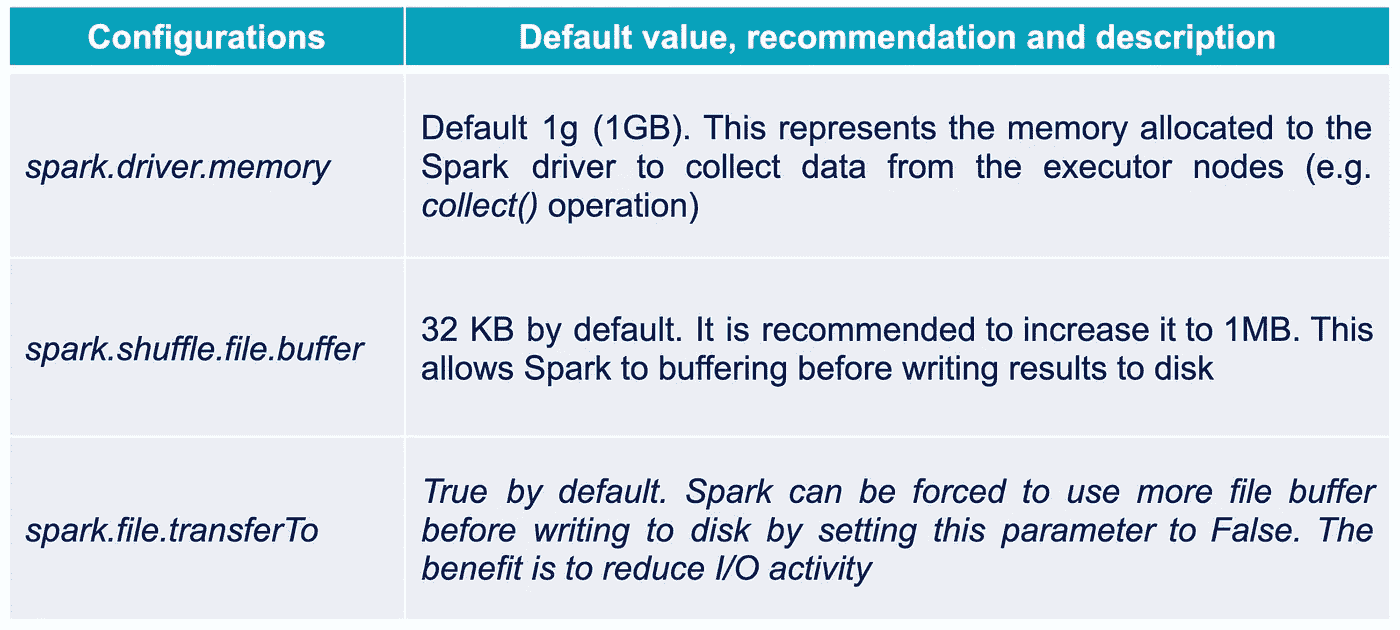 Configurations
Default value, recommendation and description
spark.driver.memory
Default 1g (1GB). This represents the memory allocated to the
Spark driver to collect data from the executor nodes (e.g.
collect() operation)
spark.shuffle.file.buffer
32 KB by default. It is recommended to increase it to 1MB. This
allows Spark to buffering before writing results to disk
spark.file.transferTo
True by default. Spark can be forced to use more file buffer
before writing to disk by setting this parameter to False. The
benefit is to reduce I/O activity